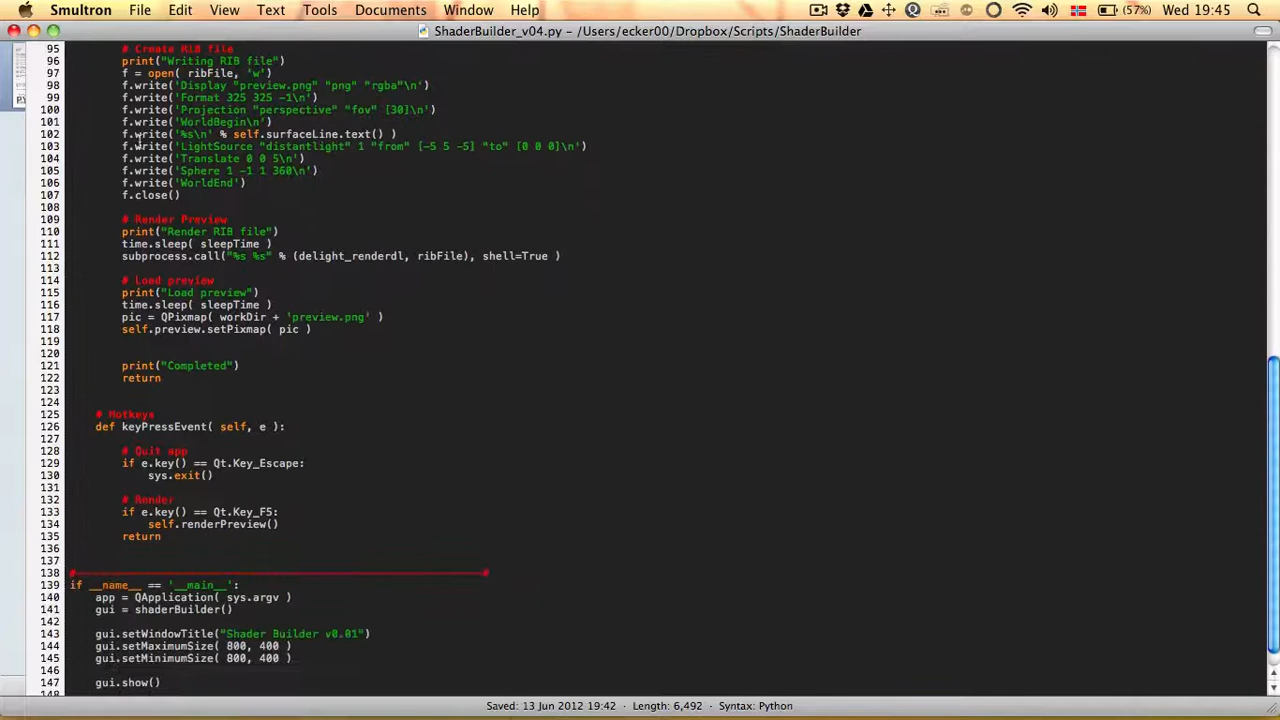 Smultron File Edit View Text Tools Documents Window Help (57%) Wed 19:45
ShaderBuilder_v04.py – /Users/ecker00/Dropbox/Scripts/ShaderBuilder
95 # Create RIB file
96 print("Writing RIB file")
97 f = open( ribFile, 'w')
98 f.write('Display "preview.png" "png" "rgba"\n')
99 f.write('Format 325 325 -1\n')
100 f.write('Projection "perspective" "fov" [30]\n')
101 f.write('WorldBegin\n')
102 f.write('%s\n' % self.surfaceLine.text() )
103 f.write('LightSource "distantlight" 1 "from" [-5 5 -5] "to" [0 0 0]\n')
104 f.write('Translate 0 0 5\n')
105 f.write('Sphere 1 -1 1 360\n')
106 f.write('WorldEnd')
107 f.close()
108
109 # Render Preview
110 print("Render RIB file")
111 time.sleep( sleepTime )
112 subprocess.call("%s %s" % (delight_renderdl, ribFile), shell=True )
113
114 # Load preview
115 print("Load preview")
116 time.sleep( sleepTime )
117 pic = QPixmap( workDir + 'preview.png' )
118 self.preview.setPixmap( pic )
119
120
121 print("Completed")
122 return
123
124
125 # Hotkeys
126 def keyPressEvent( self, e ):
127
128 # Quit app
129 if e.key() == Qt.Key_Escape:
130 sys.exit()
131
132 # Render
133 if e.key() == Qt.Key_F5:
134 self.renderPreview()
135 return
136
137
138 #
139 if __name__ == '__main__':
140 app = QApplication( sys.argv )
141 gui = shaderBuilder()
142
143 gui.setWindowTitle("Shader Builder v0.01")
144 gui.setMaximumSize( 800, 400 )
145 gui.setMinimumSize( 800, 400 )
146
147 gui.show()
148
Saved: 13 Jun 2012 19:42 · Length: 6,492 · Syntax: Python